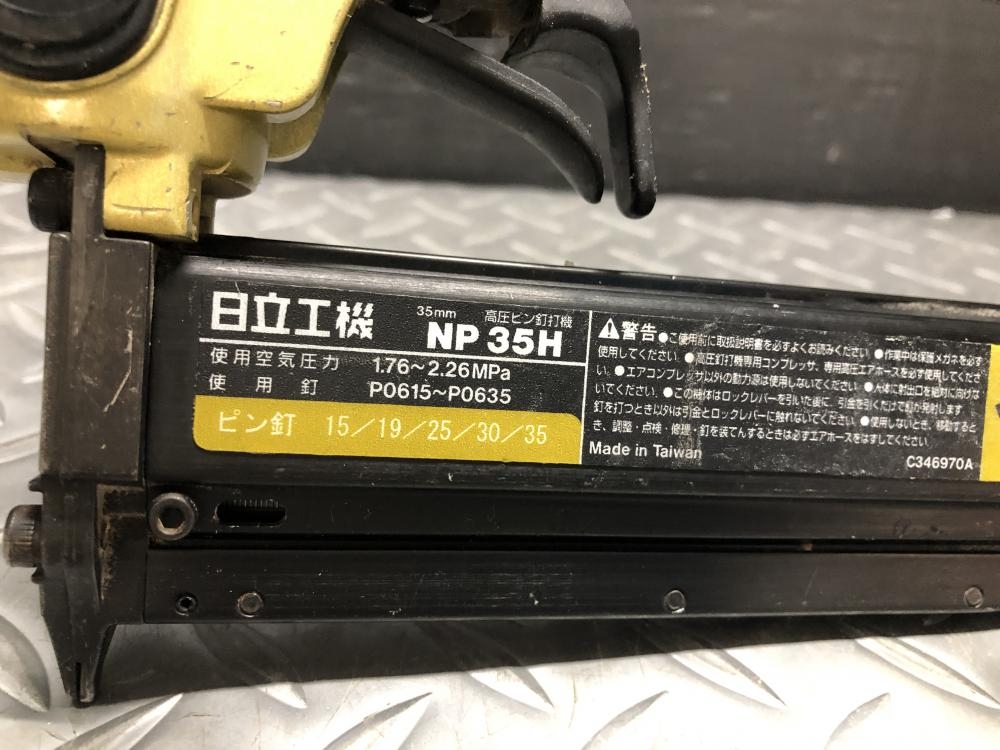 日立工機
35mm 高圧ピン釘打機
NP 35H
使用空気圧力 1.76～2.26MPa
使用釘 P0615～P0635
ピン釘 15/19/25/30/35
⚠警告 ●ご使用前に取扱説明書を必ずよくお読みください。●作業中は保護メガネを必ず
使用してください。●高圧釘打機専用コンプレッサ、専用高圧エアホースを必ず使用してくださ
い。●エアコンプレッサ以外の動力源は使用しないでください。●人体に射出口を絶対に向けな
いでください。●この機体はロックレバーを引いた後に、引金を引くだけで釘が発射します。
釘を打つとき以外は引金とロックレバーに触れないでください。●使用しないとき、移動すると
き、調整・点検・修理・釘を装てんするときは必ずエアホースをはずしてください。
Made in Taiwan
C346970A